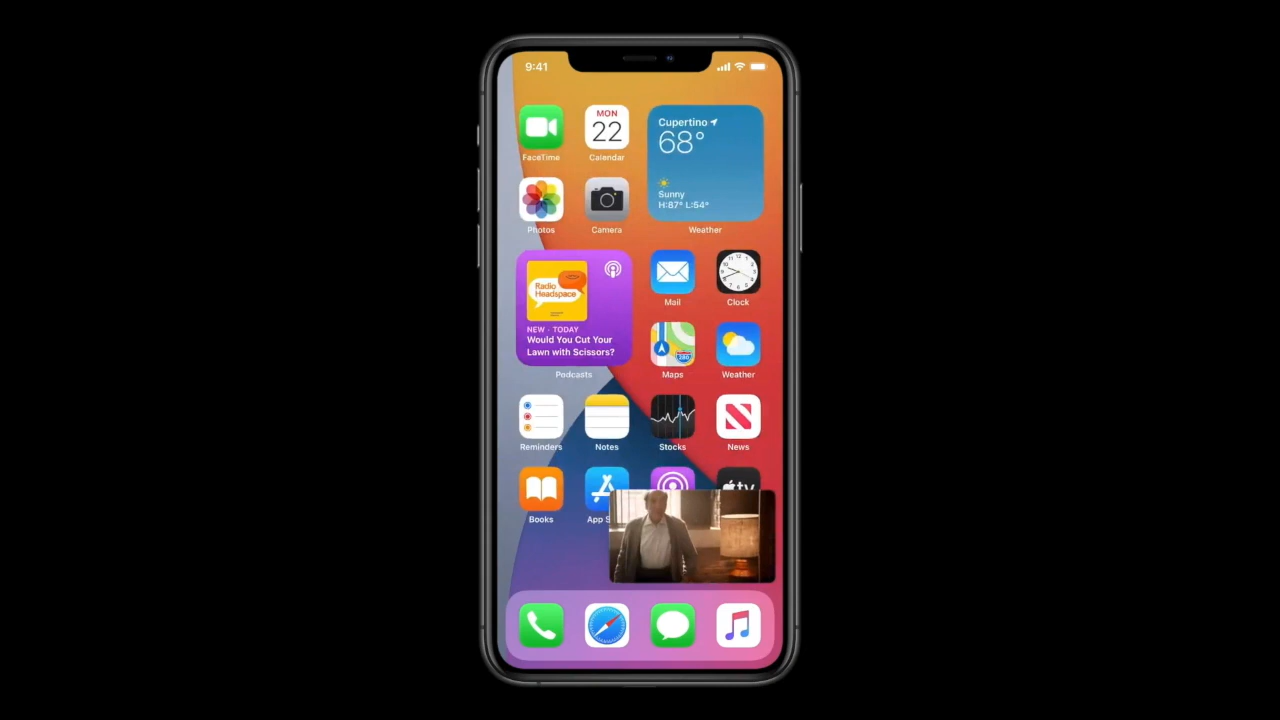 9:41
MON
22
FaceTime
Calendar
Cupertino
68°
Sunny
H:87° L:54°
Photos
Camera
Weather
Radio
Headspace
NEW · TODAY
Would You Cut Your
Lawn with Scissors?
Podcasts
Mail
Clock
280
Maps
Weather
Reminders
Notes
Stocks
News
tv
Books
App S